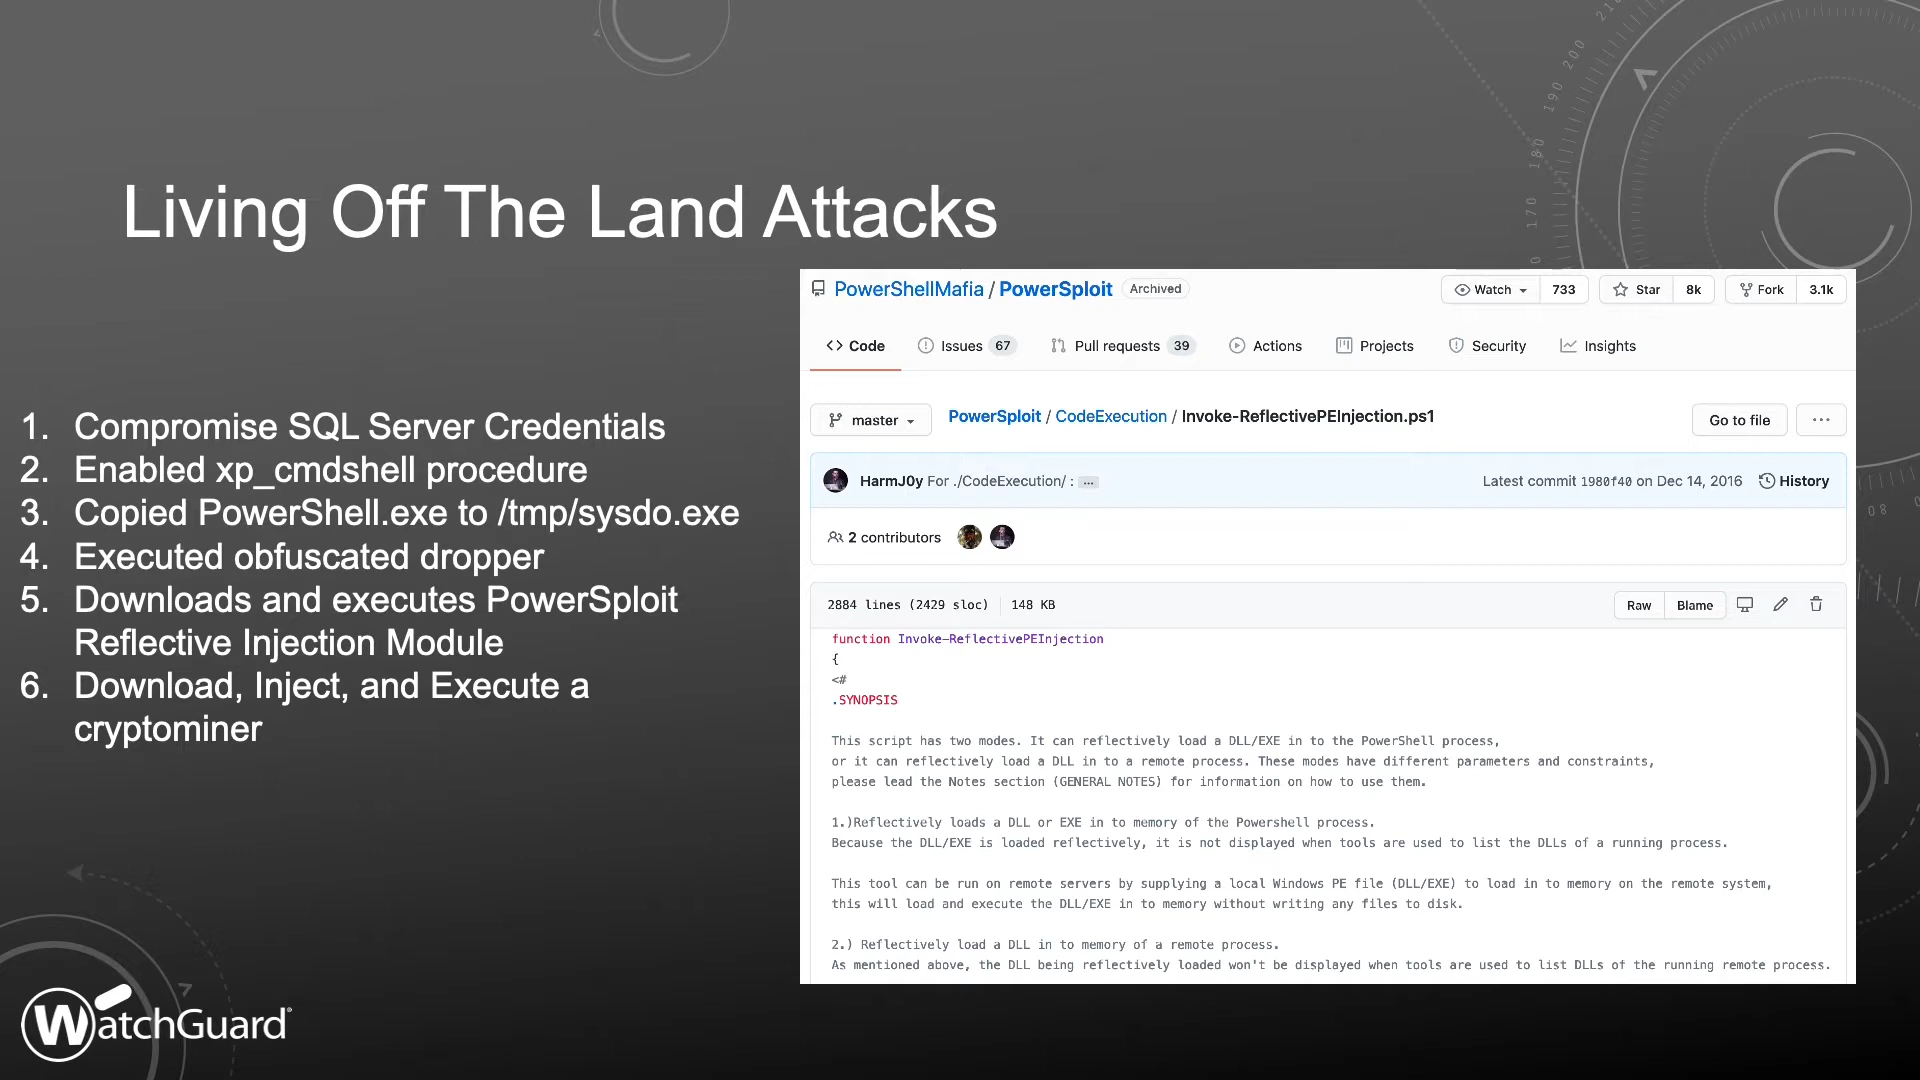 Living Off The Land Attacks
1. Compromise SQL Server Credentials
2. Enabled xp_cmdshell procedure
3. Copied PowerShell.exe to /tmp/sysdo.exe
4. Executed obfuscated dropper
5. Downloads and executes PowerSploit
Reflective Injection Module
6. Download, Inject, and Execute a
cryptominer
PowerShellMafia / PowerSploit Archived
Watch 733 Star 8k Fork 3.1k
<> Code Issues 67 Pull requests 39 Actions Projects Security Insights
master PowerSploit / CodeExecution / Invoke-ReflectivePEInjection.ps1 Go to file ...
HarmJ0y For ./CodeExecution/ : ... Latest commit 1980f40 on Dec 14, 2016 History
2 contributors
2884 lines (2429 sloc) 148 KB Raw Blame
function Invoke-ReflectivePEInjection
{
<#
.SYNOPSIS
This script has two modes. It can reflectively load a DLL/EXE in to the PowerShell process,
or it can reflectively load a DLL in to a remote process. These modes have different parameters and constraints,
please lead the Notes section (GENERAL NOTES) for information on how to use them.
1.)Reflectively loads a DLL or EXE in to memory of the Powershell process.
Because the DLL/EXE is loaded reflectively, it is not displayed when tools are used to list the DLLs of a running process.
This tool can be run on remote servers by supplying a local Windows PE file (DLL/EXE) to load in to memory on the remote system,
this will load and execute the DLL/EXE in to memory without writing any files to disk.
2.) Reflectively load a DLL in to memory of a remote process.
As mentioned above, the DLL being reflectively loaded won't be displayed when tools are used to list DLLs of the running remote process.
WatchGuard
210
200
190
180
170
80